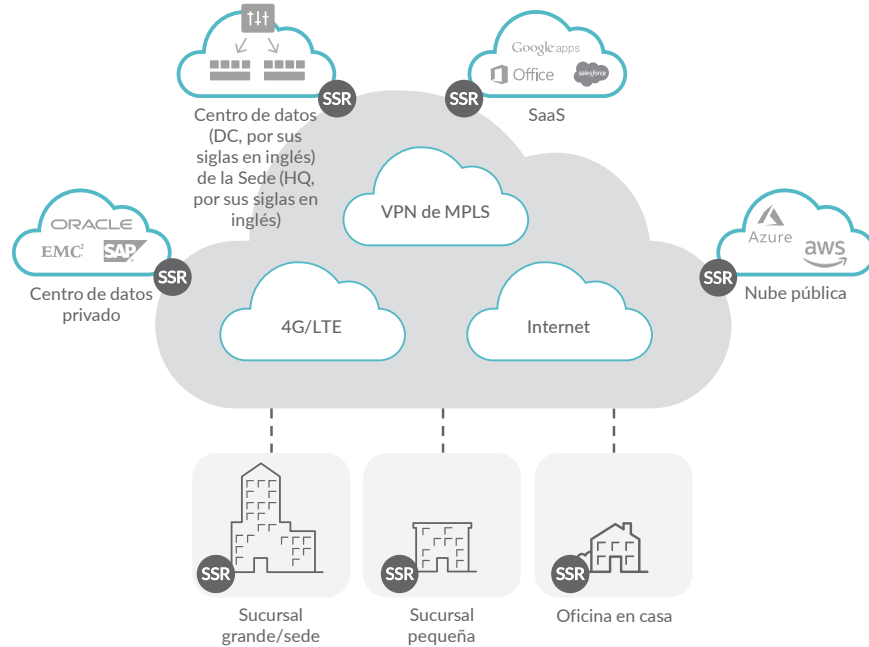 SSR
Centro de datos
(DC, por sus
siglas en inglés)
de la Sede (HQ,
por sus siglas en
inglés)
Google apps
Office
salesforce
SSR
SaaS
VPN de MPLS
ORACLE
EMC²
SAP
SSR
Centro de datos
privado
Azure
aws
SSR
Nube pública
4G/LTE
Internet
SSR
Sucursal
grande/sede
SSR
Sucursal
pequeña
SSR
Oficina en casa